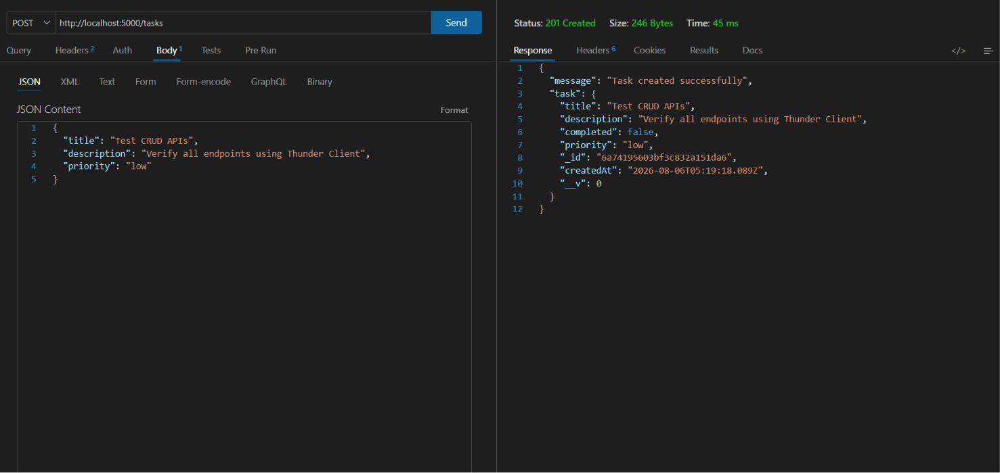 POST http://localhost:5000/tasks Send
Query Headers 2 Auth Body 1 Tests Pre Run
JSON XML Text Form Form-encode GraphQL Binary
JSON Content Format
1 {
2 "title": "Test CRUD APIs",
3 "description": "Verify all endpoints using Thunder Client",
4 "priority": "low"
5 }
Status: 201 Created Size: 246 Bytes Time: 45 ms
Response Headers 6 Cookies Results Docs </>
1 {
2 "message": "Task created successfully",
3 "task": {
4 "title": "Test CRUD APIs",
5 "description": "Verify all endpoints using Thunder Client",
6 "completed": false,
7 "priority": "low",
8 "_id": "6a74195603bf3c832a151da6",
9 "createdAt": "2026-08-06T05:19:18.089Z",
10 "__v": 0
11 }
12 }